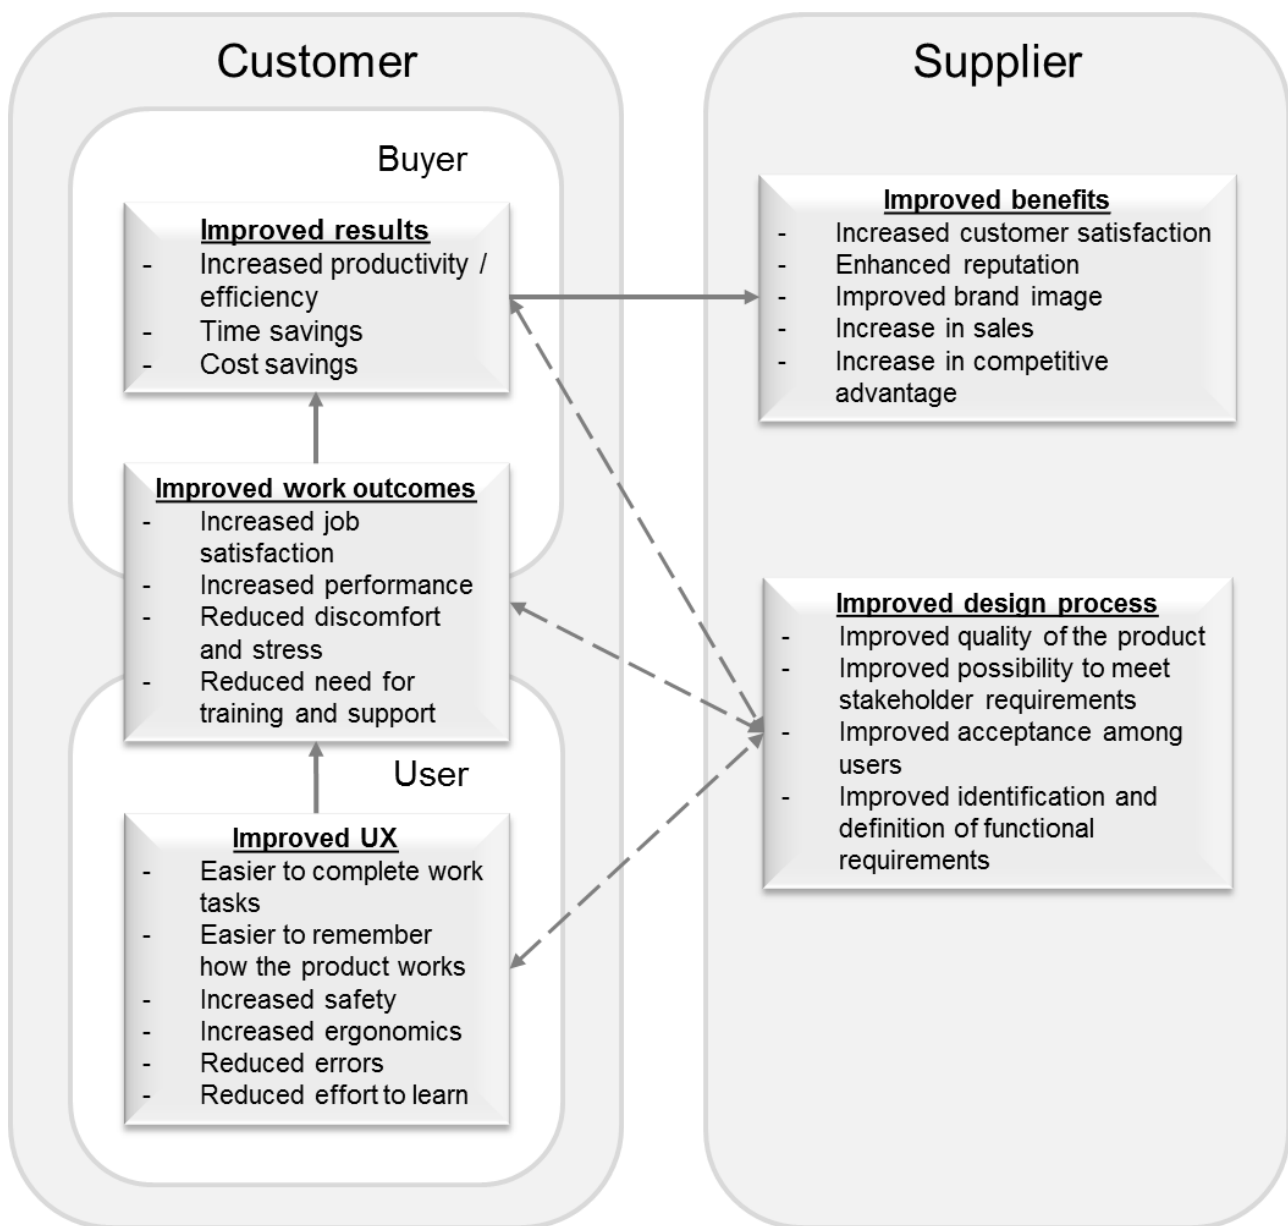 Customer
Buyer
Improved results
- Increased productivity /
efficiency
- Time savings
- Cost savings
Improved work outcomes
- Increased job
satisfaction
- Increased performance
- Reduced discomfort
and stress
- Reduced need for
training and support
User
Improved UX
- Easier to complete work
tasks
- Easier to remember
how the product works
- Increased safety
- Increased ergonomics
- Reduced errors
- Reduced effort to learn
Supplier
Improved benefits
- Increased customer satisfaction
- Enhanced reputation
- Improved brand image
- Increase in sales
- Increase in competitive
advantage
Improved design process
- Improved quality of the product
- Improved possibility to meet
stakeholder requirements
- Improved acceptance among
users
- Improved identification and
definition of functional
requirements